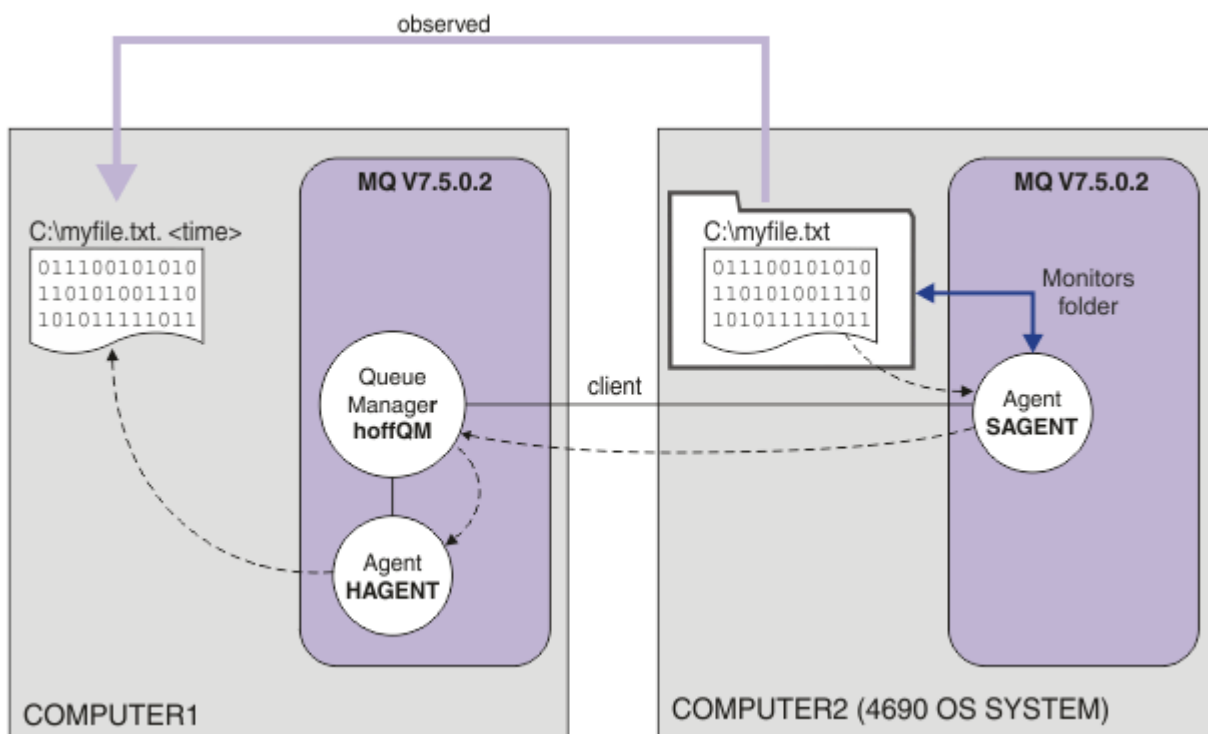 observed
MQ V7.5.0.2
C:\myfile.txt. <time>
011100101010
110101001110
101011111011
Queue
Manager
hoffQM
Agent
HAGENT
COMPUTER1
client
MQ V7.5.0.2
C:\myfile.txt
011100101010
110101001110
101011111011
Monitors
folder
Agent
SAGENT
COMPUTER2 (4690 OS SYSTEM)